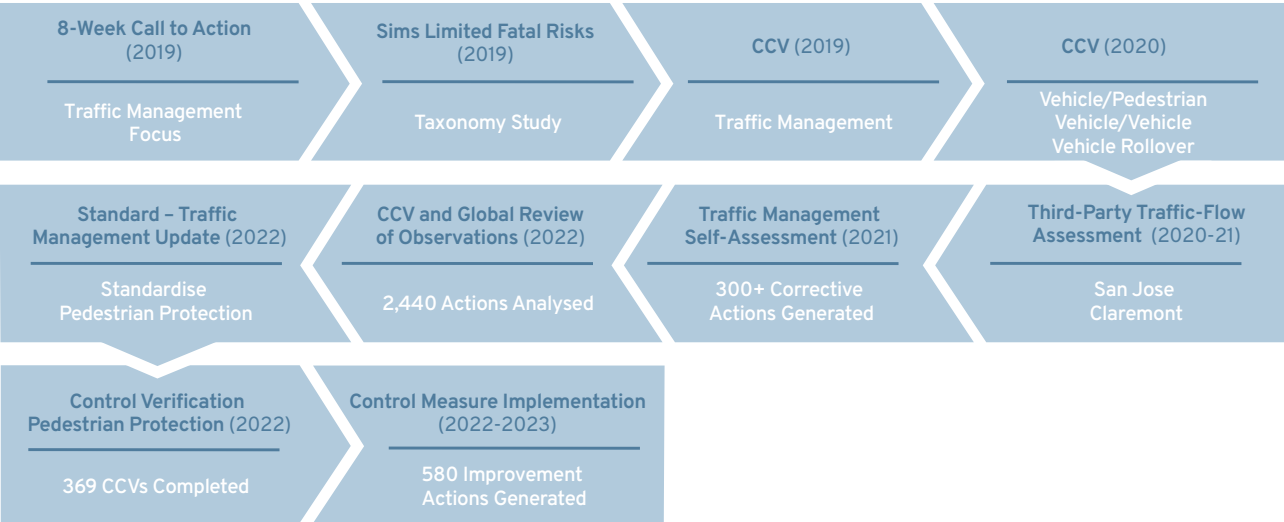 8-Week Call to Action
(2019)
Traffic Management
Focus
Sims Limited Fatal Risks
(2019)
Taxonomy Study
CCV (2019)
Traffic Management
CCV (2020)
Vehicle/Pedestrian
Vehicle/Vehicle
Vehicle Rollover
Third-Party Traffic-Flow
Assessment (2020-21)
San Jose
Claremont
Traffic Management
Self-Assessment (2021)
300+ Corrective
Actions Generated
CCV and Global Review
of Observations (2022)
2,440 Actions Analysed
Standard – Traffic
Management Update (2022)
Standardise
Pedestrian Protection
Control Verification
Pedestrian Protection (2022)
369 CCVs Completed
Control Measure Implementation
(2022-2023)
580 Improvement
Actions Generated